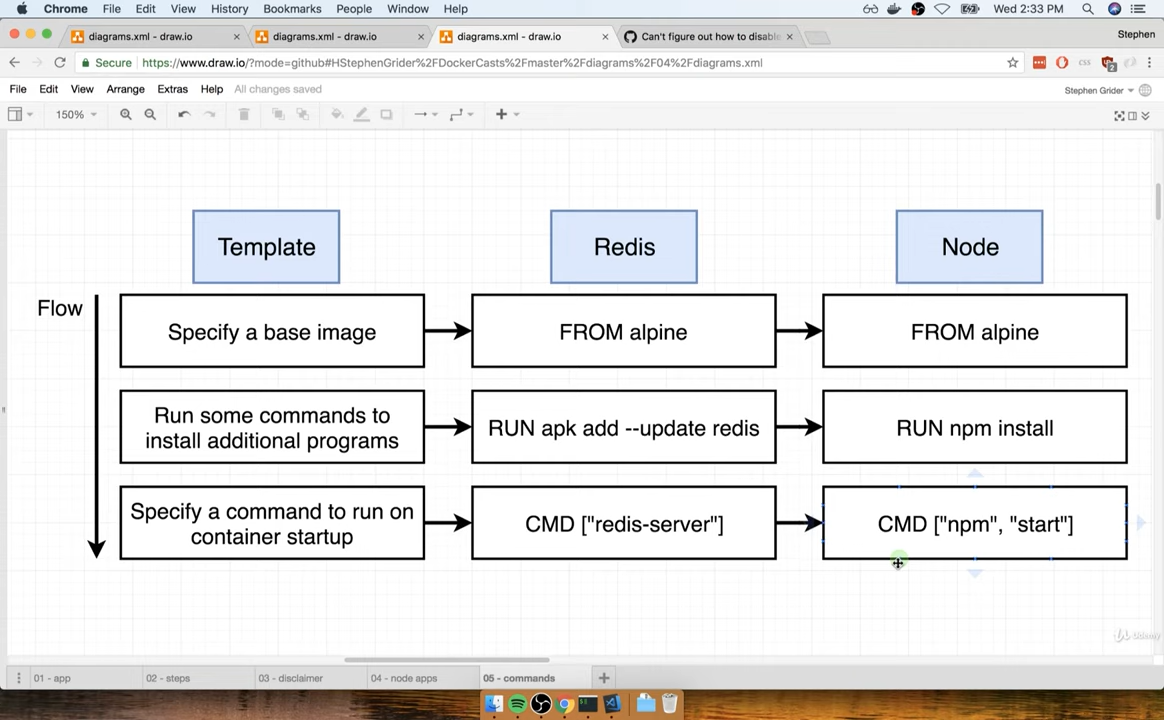 Chrome File Edit View History Bookmarks People Window Help Wed 2:33 PM
diagrams.xml - draw.io diagrams.xml - draw.io diagrams.xml - draw.io Can't figure out how to disable Stephen
Secure https://www.draw.io/?mode=github#HStephenGrider%2FDockerCasts%2Fmaster%2Fdiagrams%2F04%2Fdiagrams.xml css 2
File Edit View Arrange Extras Help All changes saved Stephen Grider
150%
Template Redis Node
Flow
Specify a base image FROM alpine FROM alpine
Run some commands to
install additional programs
RUN apk add --update redis RUN npm install
Specify a command to run on
container startup
CMD ["redis-server"] CMD ["npm", "start"]
Udemy
01 - app 02 - steps 03 - disclaimer 04 - node apps 05 - commands